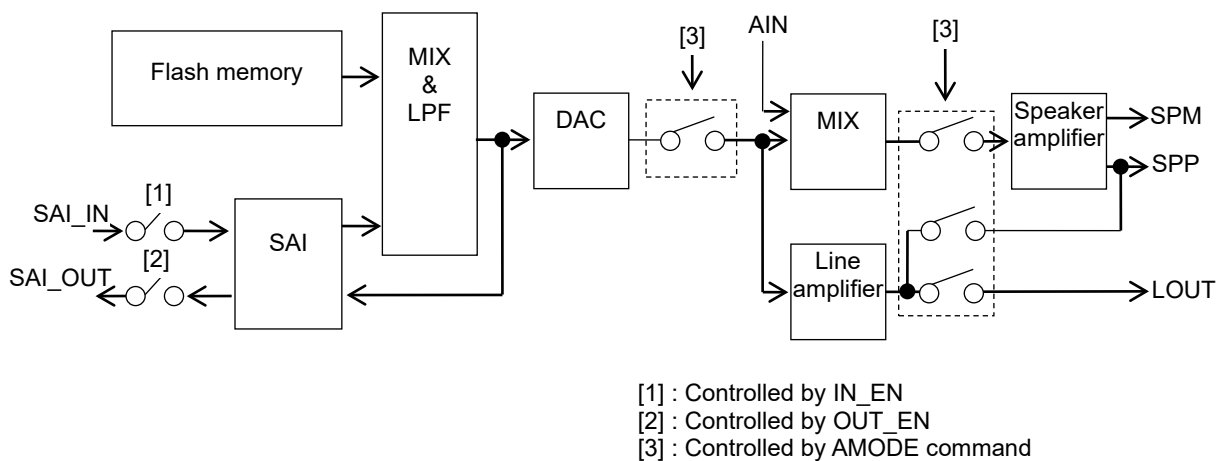 [3]
AIN
[3]
Flash memory
MIX
&
LPF
DAC
MIX
Speaker
amplifier
SPM
SPP
SAI_IN
[1]
SAI
SAI_OUT
[2]
Line
amplifier
LOUT
[1] : Controlled by IN_EN
[2] : Controlled by OUT_EN
[3] : Controlled by AMODE command